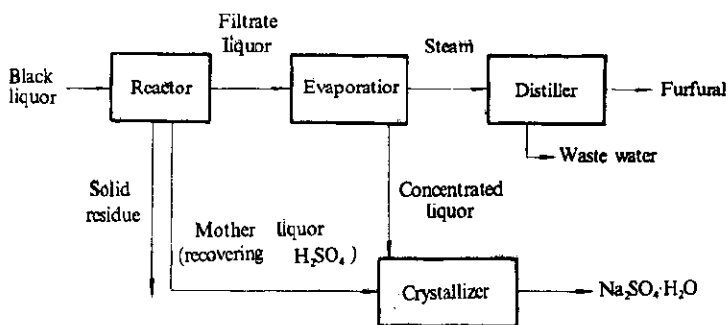 Filtrate
liquor
Steam
Black
liquor
Reactor
Evaporatior
Distiller
Furfural
Waste water
Solid
residue
Concentrated
liquor
Mother liquor
(recovering H₂SO₄)
Crystallizer
Na₂SO₄·H₂O